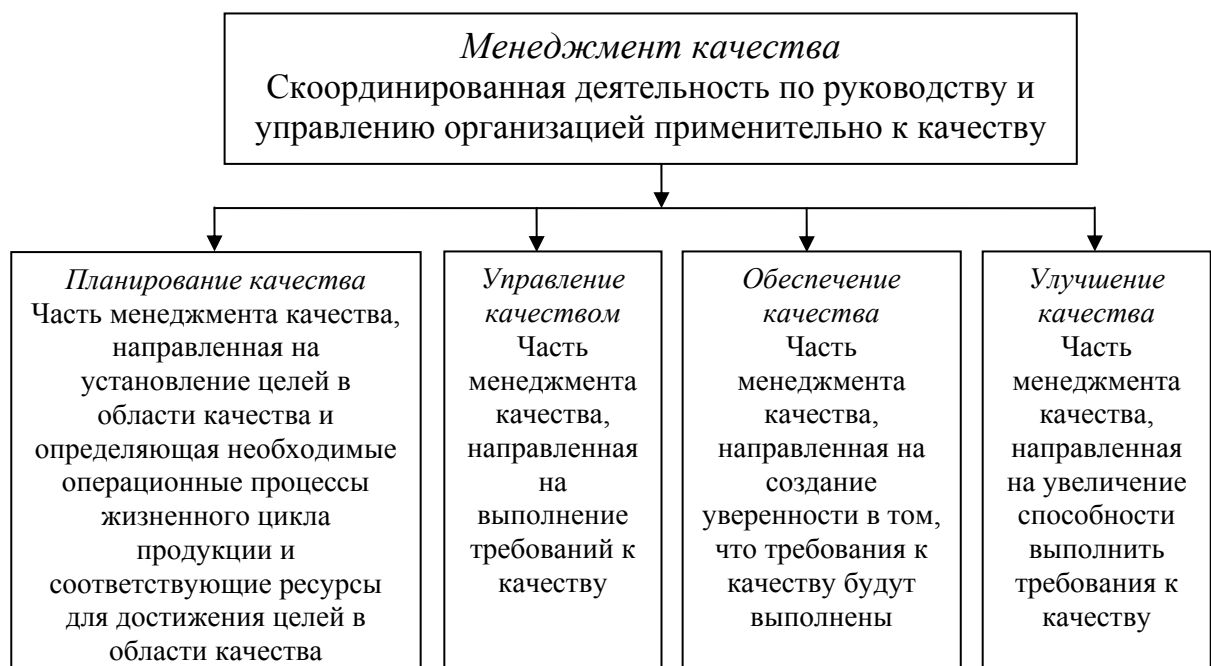 Менеджмент качества
Скоординированная деятельность по руководству и
управлению организацией применительно к качеству
Планирование качества
Часть менеджмента качества,
направленная на
установление целей в
области качества и
определяющая необходимые
операционные процессы
жизненного цикла
продукции и
соответствующие ресурсы
для достижения целей в
области качества
Управление
качеством
Часть
менеджмента
качества,
направленная
на
выполнение
требований к
качеству
Обеспечение
качества
Часть
менеджмента
качества,
направленная на
создание
уверенности в том,
что требования к
качеству будут
выполнены
Улучшение
качества
Часть
менеджмента
качества,
направленная
на увеличение
способности
выполнить
требования к
качеству